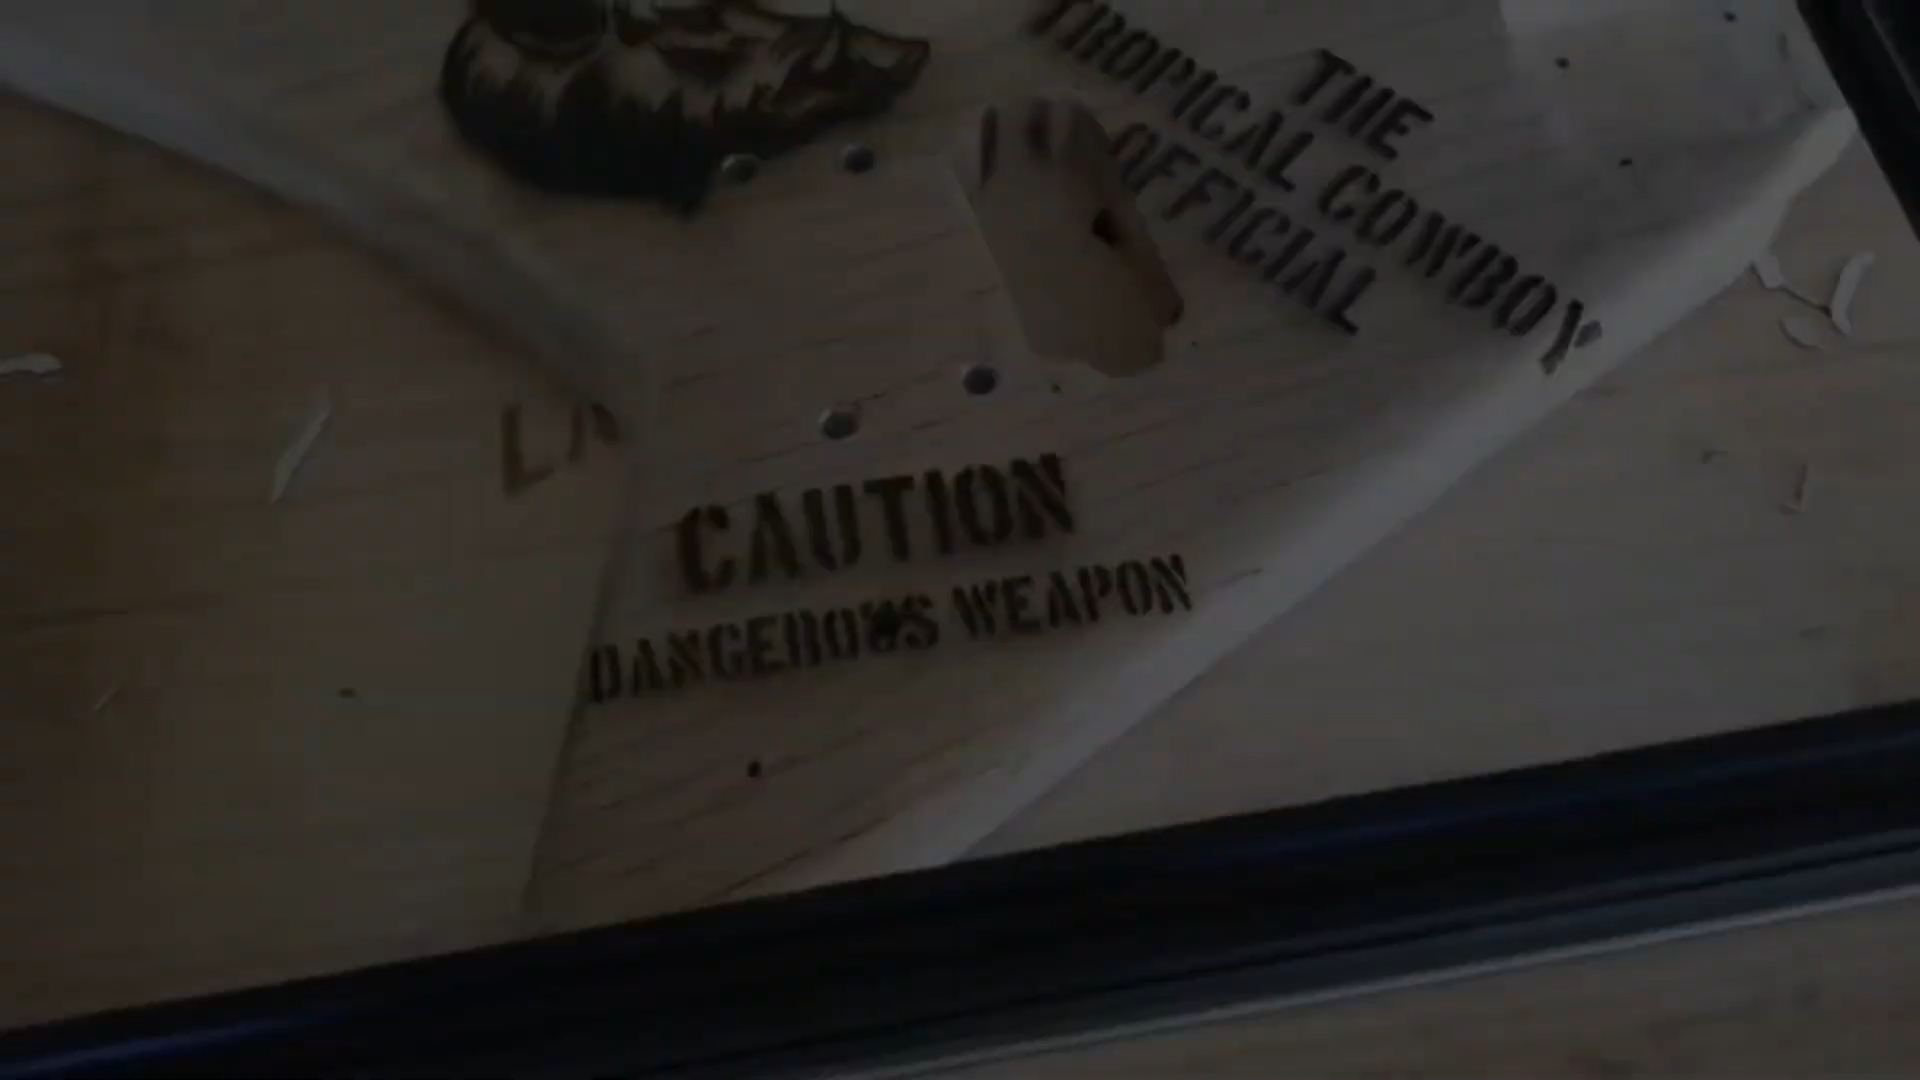 THE
TROPICAL COWBOY
OFFICIAL
CAUTION
DANGEROUS WEAPON